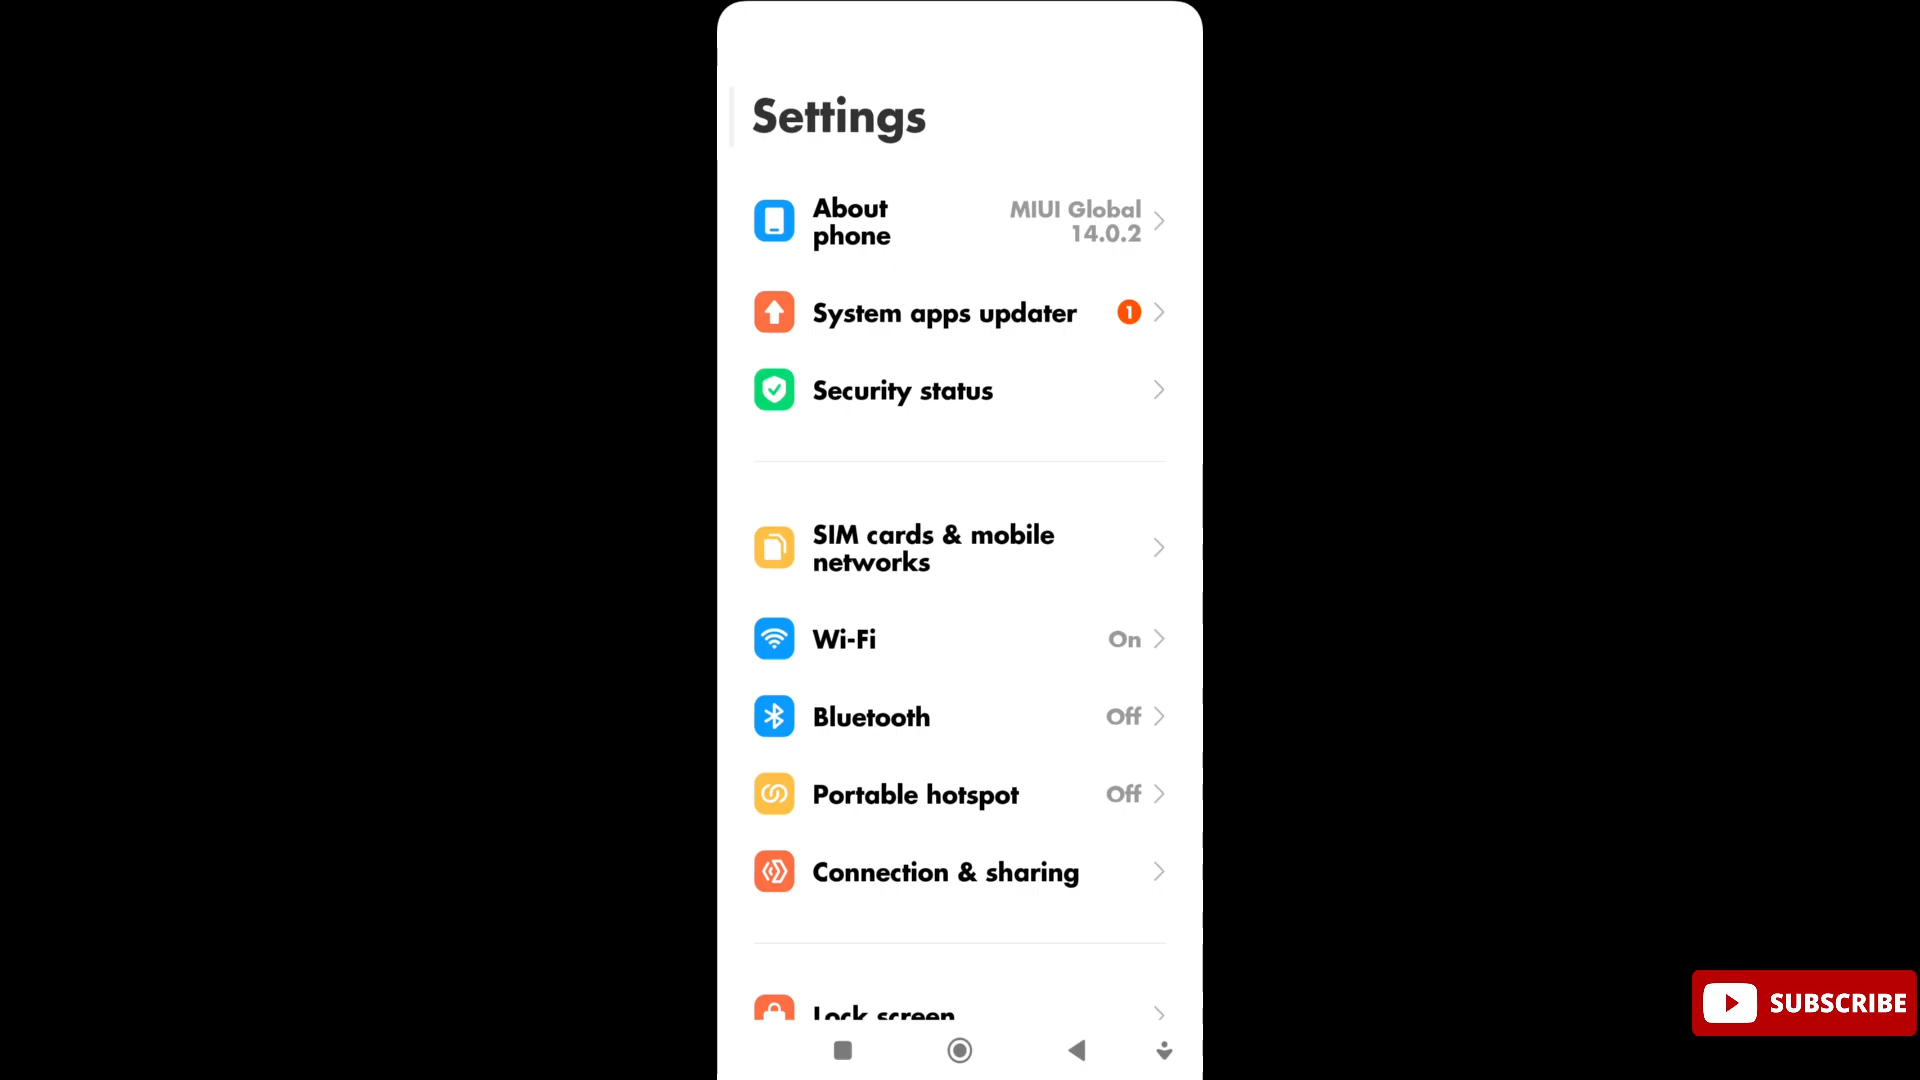 Settings
About phone
MIUI Global 14.0.2
System apps updater
1
Security status
SIM cards & mobile networks
Wi-Fi
On
Bluetooth
Off
Portable hotspot
Off
Connection & sharing
Lock screen
SUBSCRIBE